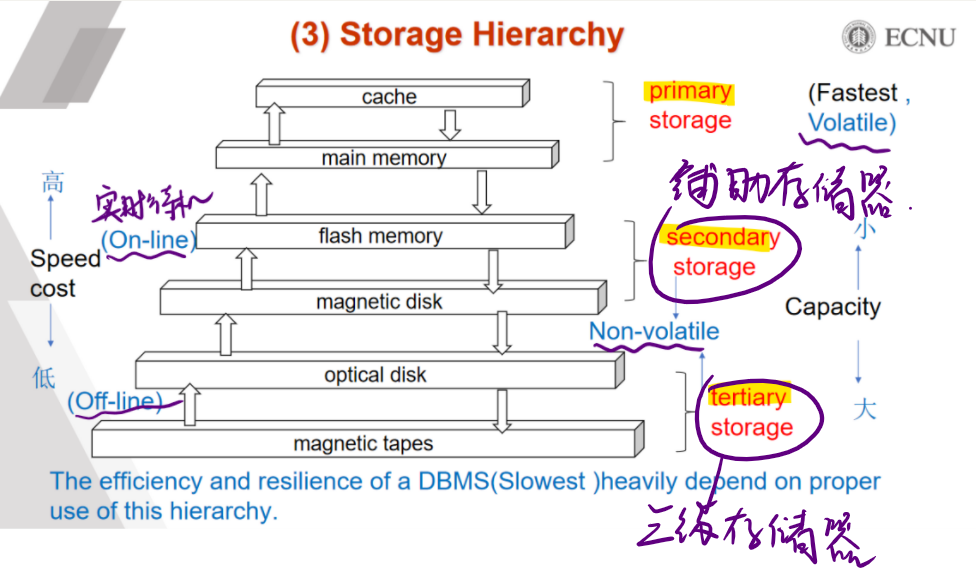 (3) Storage Hierarchy
ECNU
cache
primary
storage
(Fastest ,
Volatile)
main memory
辅助存储器.
高
小
实时
(On-line)
flash memory
secondary
storage
Speed
cost
magnetic disk
Capacity
Non-volatile
optical disk
低
(Off-line)
tertiary
storage
大
magnetic tapes
The efficiency and resilience of a DBMS(Slowest )heavily depend on proper
use of this hierarchy.
三级存储器